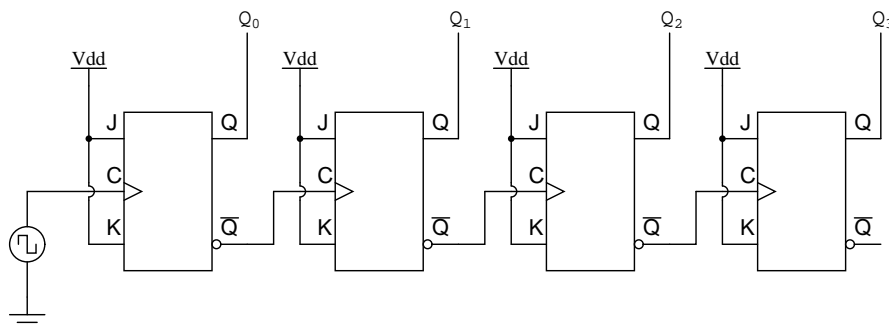 Q0 Q1 Q2 Q3
Vdd Vdd Vdd Vdd
J Q J Q J Q J Q
C C C C
K Q̅ K Q̅ K Q̅ K Q̅